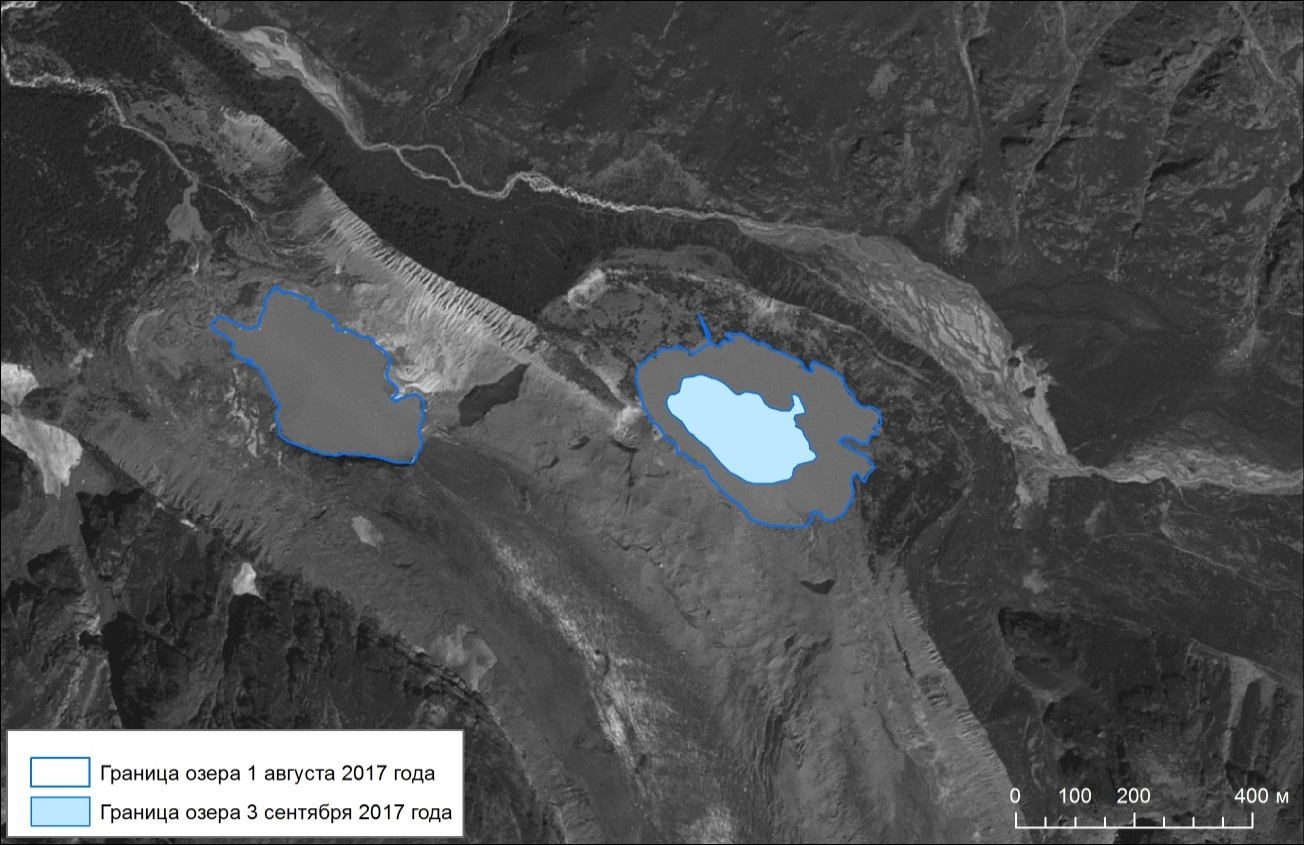 Граница озера 1 августа 2017 года
Граница озера 3 сентября 2017 года
0 100 200 400 м